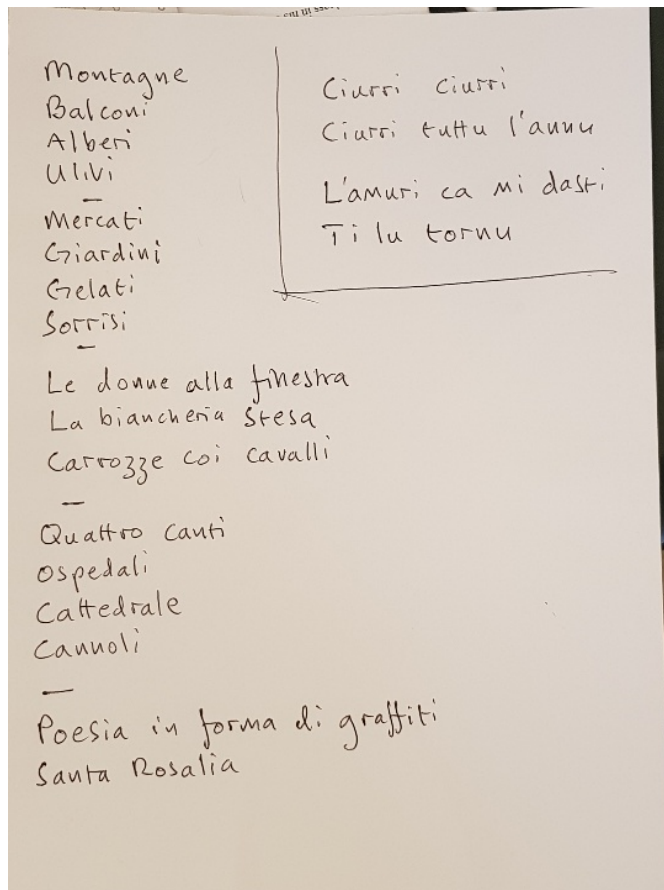 Montagne
Balconi
Alberi
Ulivi
–
Mercati
Giardini
Gelati
Sorrisi
–
Le donne alla finestra
La biancheria stesa
Carrozze coi cavalli
–
Quattro canti
Ospedali
Cattedrale
Cannoli
–
Poesia in forma di graffiti
Santa Rosalia
Ciurri ciurri
Ciurri tuttu l'annu
L'amuri ca mi dasti
Ti lu tornu